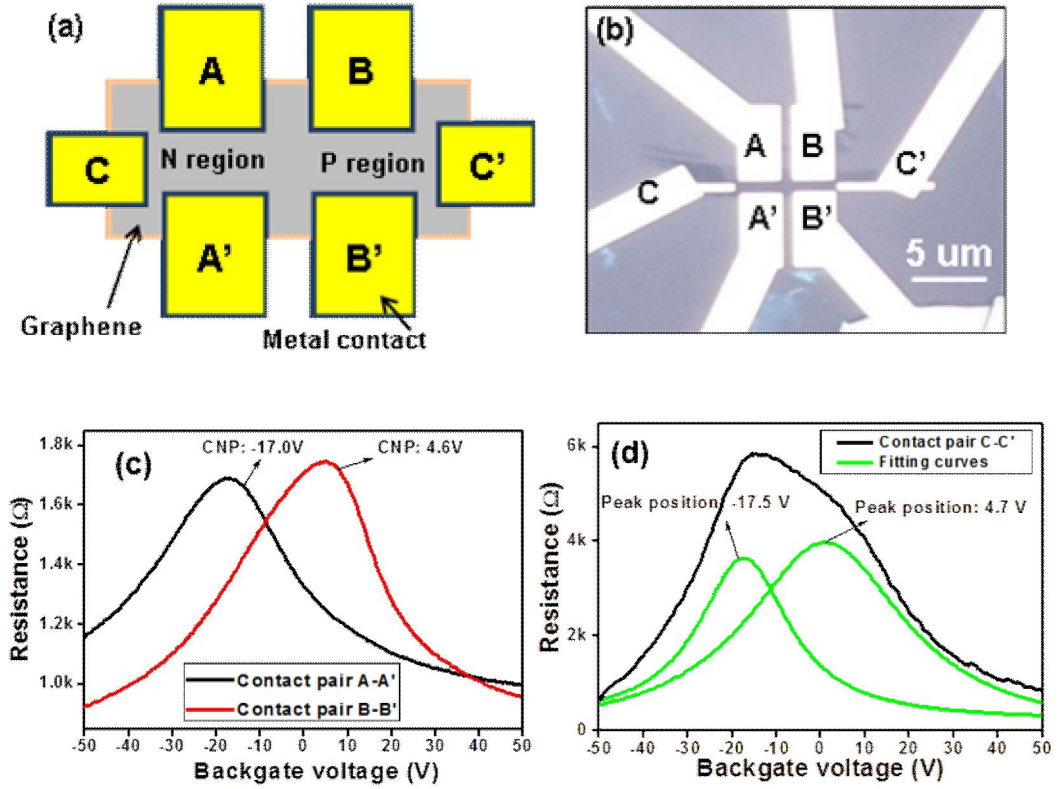 (a)
A
B
C
N region
P region
C'
A'
B'
Graphene
Metal contact
(b)
A
B
C'
C
A'
B'
5 um
1.8k
1.6k
1.4k
1.2k
1.0k
Resistance (Ω)
(c)
CNP: -17.0V
CNP: 4.6V
Contact pair A-A'
Contact pair B-B'
-50 -40 -30 -20 -10 0 10 20 30 40 50
Backgate voltage (V)
6k
4k
2k
0
Resistance (Ω)
(d)
Contact pair C-C'
Fitting curves
Peak position: -17.5 V
Peak position: 4.7 V
-50 -40 -30 -20 -10 0 10 20 30 40 50
Backgate voltage (V)